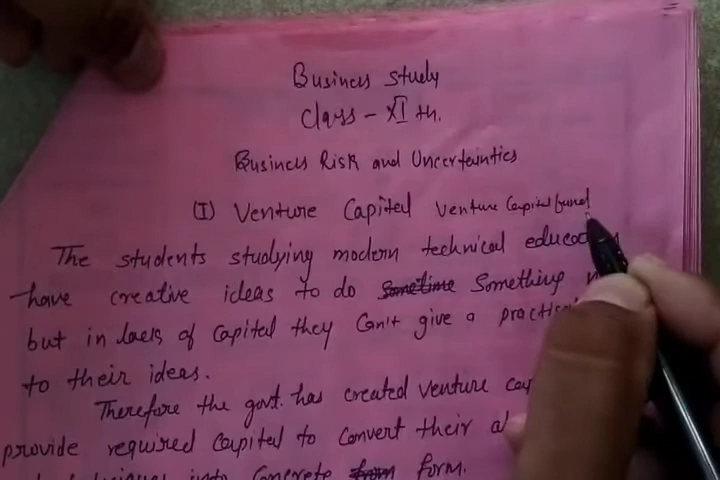 Business Study
Class - XI th.
Business Risk and Uncertainties
(I) Venture Capital Venture Capital fund
The students studying modern technical
have creative ideas to do sometime Something
but in lack of Capital they Can't give a
to their ideas.
Therefore the govt. has created venture
provide required Capital to convert their
into Concrete from form.